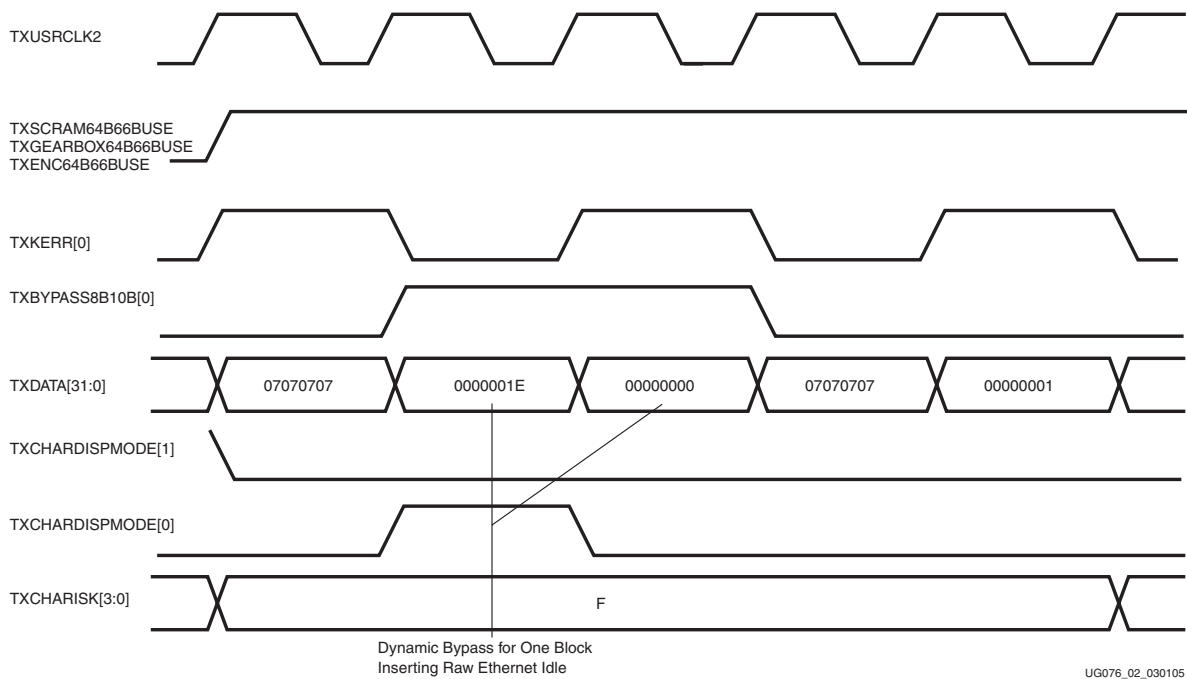 TXUSRCLK2
TXSCRAM64B66BUSE
TXGEARBOX64B66BUSE
TXENC64B66BUSE
TXKERR[0]
TXBYPASS8B10B[0]
TXDATA[31:0] 07070707 0000001E 00000000 07070707 00000001
TXCHARDISPMODE[1]
TXCHARDISPMODE[0]
TXCHARISK[3:0] F
Dynamic Bypass for One Block
Inserting Raw Ethernet Idle
UG076_02_030105